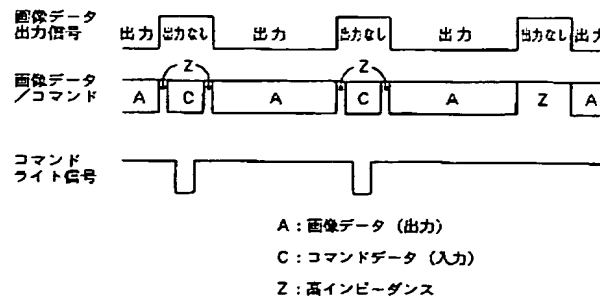 画像データ
出力信号
出力 出力なし 出力 出力なし 出力 出力なし 出力
Z Z
画像データ
/コマンド
A C A C A Z A
コマンド
ライト信号
A:画像データ(出力)
C:コマンドデータ(入力)
Z:高インピーダンス